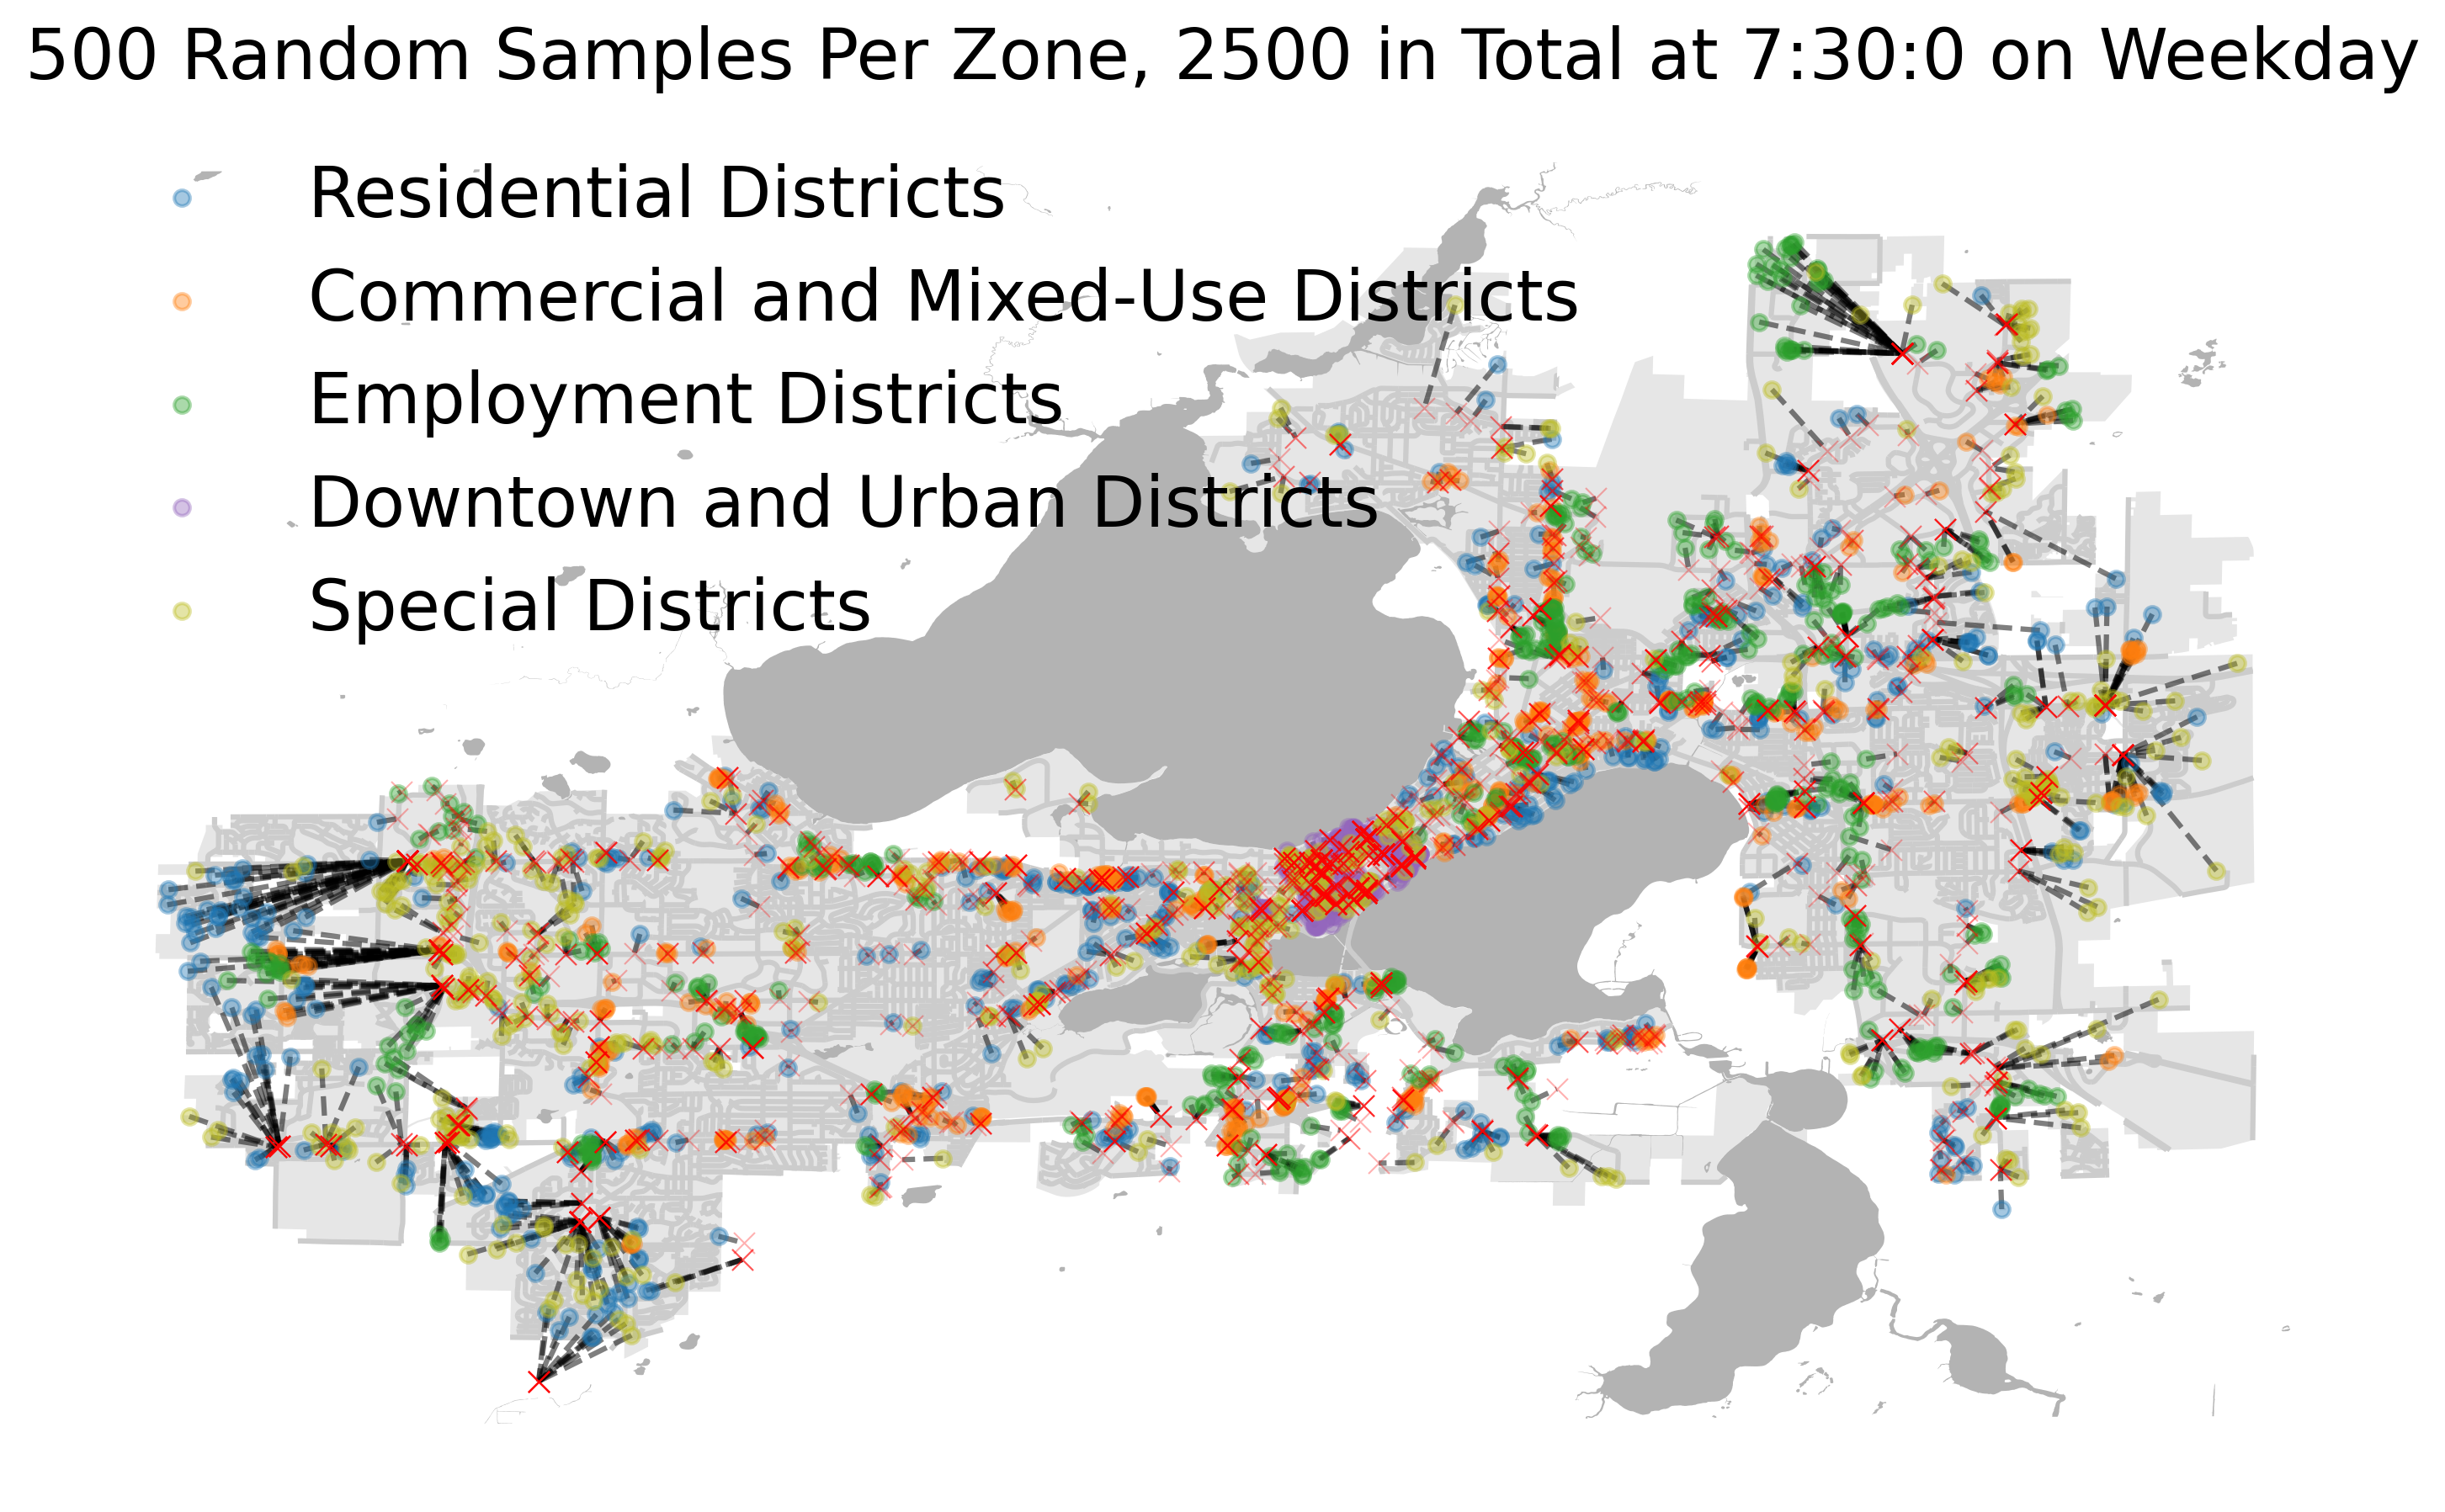 500 Random Samples Per Zone, 2500 in Total at 7:30:0 on Weekday
Residential Districts
Commercial and Mixed-Use Districts
Employment Districts
Downtown and Urban Districts
Special Districts